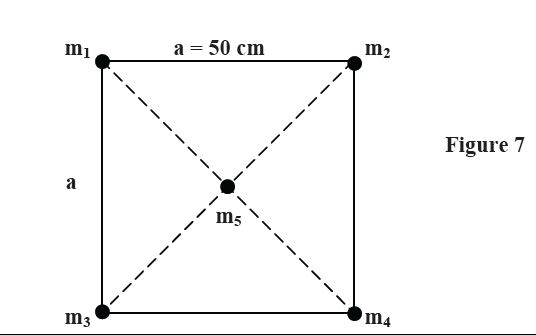 m₁ a = 50 cm m₂
Figure 7
a
m₅
m₃ m₄